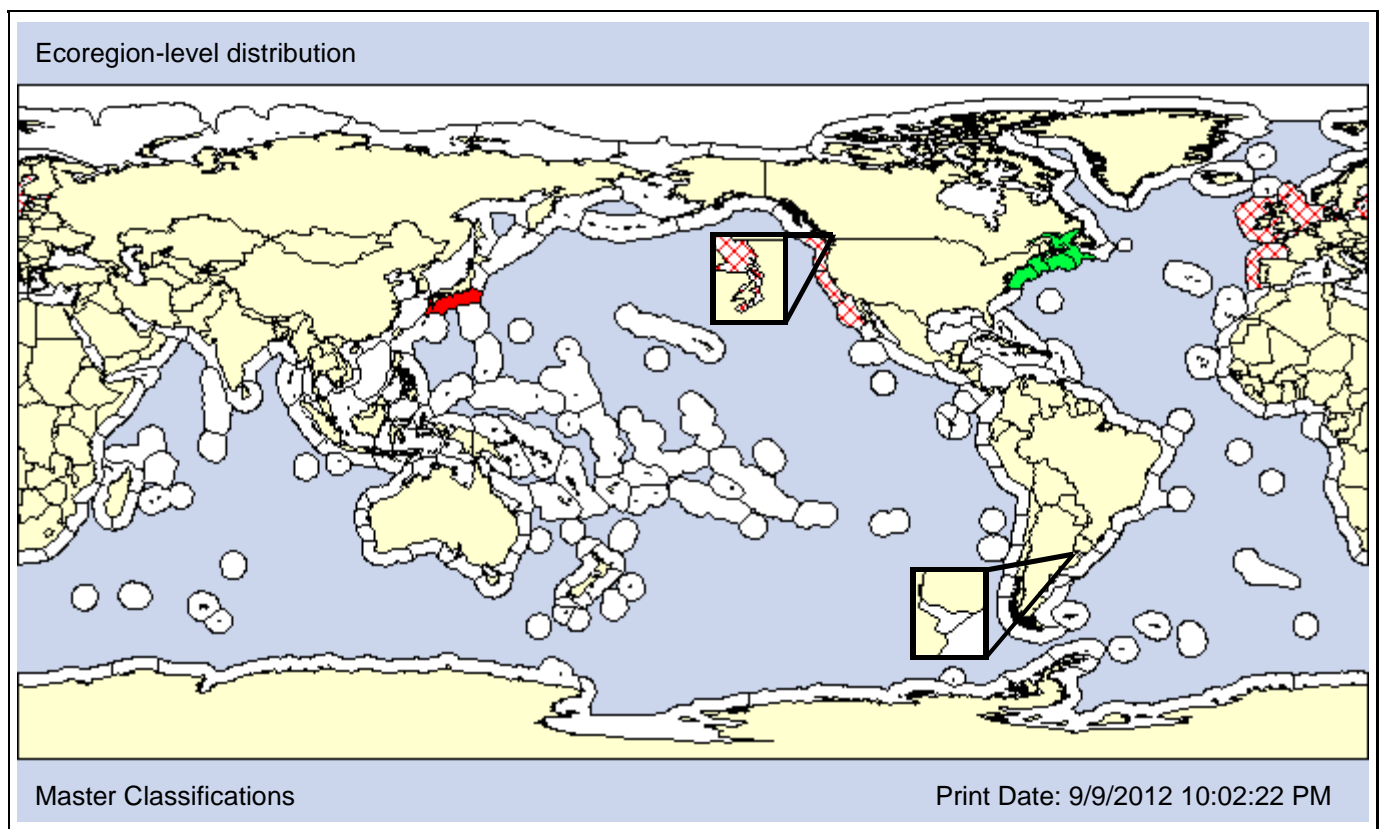 Ecoregion-level distribution
Master Classifications
Print Date: 9/9/2012 10:02:22 PM